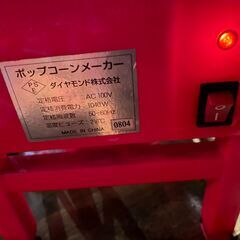 ポップコーンメーカー
PS
E
ダイヤモンド株式会社
定格電圧：AC 100V
定格消費電力：1040W
定格周波数：50-60Hz
0804
MADE IN CHINA